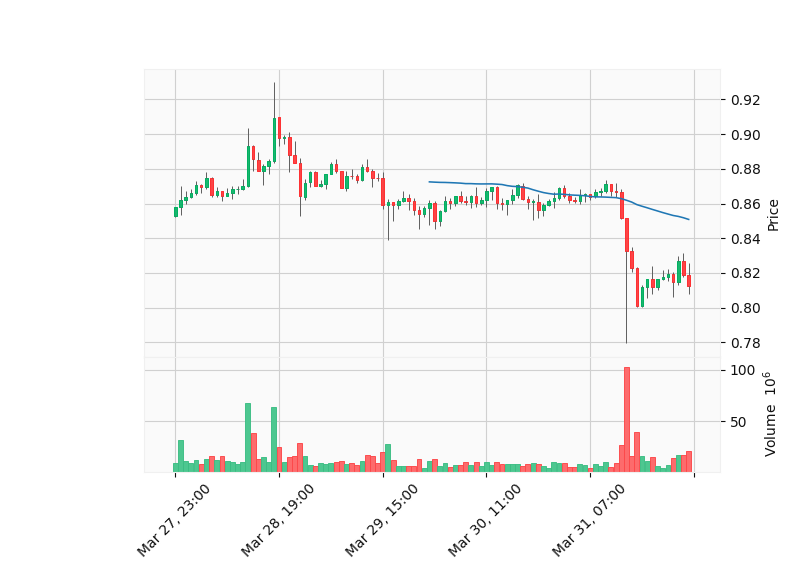 0.92
0.90
0.88
0.86
0.84
0.82
0.80
0.78
Price
100
50
Volume 10⁶
Mar 27, 23:00
Mar 28, 19:00
Mar 29, 15:00
Mar 30, 11:00
Mar 31, 07:00